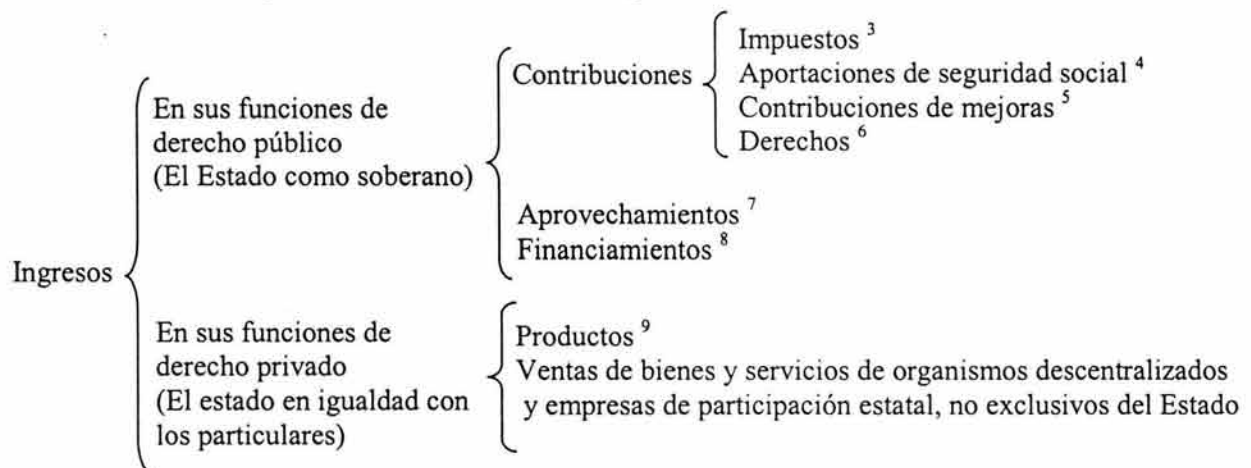 Ingresos
En sus funciones de
derecho público
(El Estado como soberano)
Contribuciones
Impuestos ³
Aportaciones de seguridad social ⁴
Contribuciones de mejoras ⁵
Derechos ⁶
Aprovechamientos ⁷
Financiamientos ⁸
En sus funciones de
derecho privado
(El estado en igualdad con
los particulares)
Productos ⁹
Ventas de bienes y servicios de organismos descentralizados
y empresas de participación estatal, no exclusivos del Estado